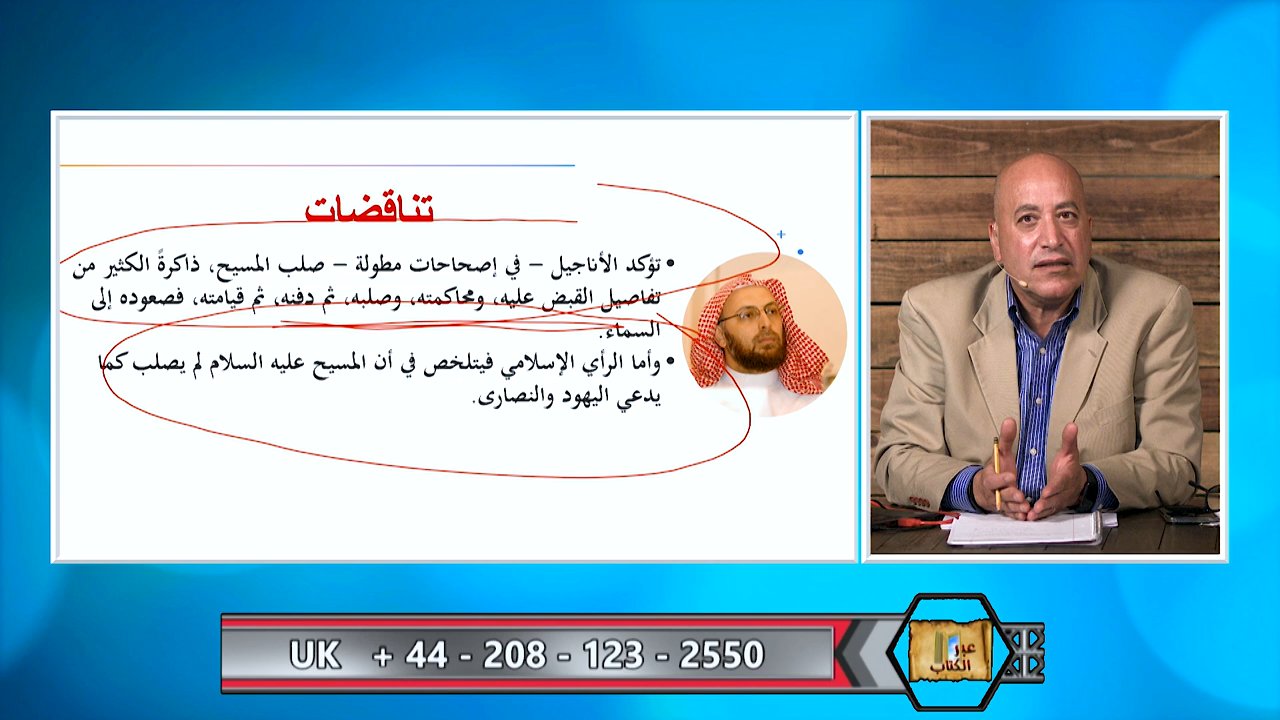 تناقضات
• تؤكد الأناجيل – في إصحاحات مطولة – صلب المسيح، ذاكرةً الكثير من
تفاصيل القبض عليه، ومحاكمته، وصلبه، ثم دفنه، ثم قيامته، فصعوده إلى
السماء.
• وأما الرأي الإسلامي فيتلخص في أن المسيح عليه السلام لم يصلب كما
يدعي اليهود والنصارى.
UK + 44 - 208 - 123 - 2550
عبر
الكتاب